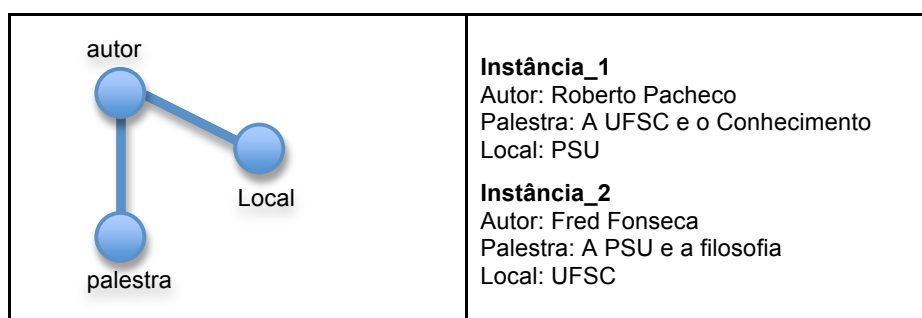 autor
Local
palestra
Instância_1
Autor: Roberto Pacheco
Palestra: A UFSC e o Conhecimento
Local: PSU
Instância_2
Autor: Fred Fonseca
Palestra: A PSU e a filosofia
Local: UFSC